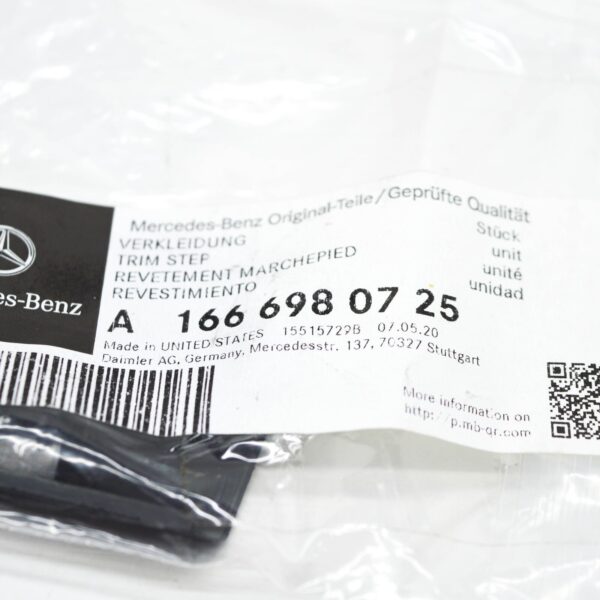 Mercedes-Benz Original-Teile/Geprüfte Qualität
VERKLEIDUNG Stück
TRIM STEP unit
REVETEMENT MARCHEPIED unité
REVESTIMIENTO unidad
A 166 698 07 25
Made in UNITED STATES 15515729B 07.05.20
Daimler AG, Germany, Mercedesstr. 137, 70327 Stuttgart
des-Benz
More information on
http://p.mb-qr.com